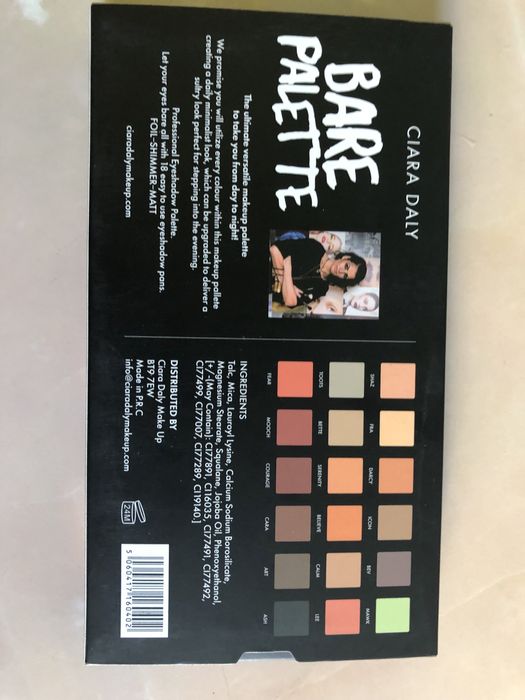 CIARA DALY
BARE
PALETTE
The ultimate versatile makeup palette
to take you from day to night!
We promise you will utilize every colour within this makeup pallete
creating a daily minimalist look, which can be upgraded to deliver a
sultry look perfect for stepping into the evening.
Professional Eyeshadow Palette.
Let your eyes bare all with 18 easy to use eyeshadow pans.
FOIL-SHIMMER-MATT
ciaradalymakeup.com
SHAZ
FRA
DARCY
ICON
BEV
MAWK
TOOTS
BETTE
SERENITY
BELIEVE
CALM
LEE
FEAR
MOOCH
COURAGE
CARA
ART
ASH
INGREDIENTS
Talc, Mica, Lauroyl Lysine, Calcium Sodium Borosilicate,
Magnesium Stearate, Squalane, Jojoba Oil, Phenoxyethanol,
[+/-(May Contain): CI77891, CI16035, CI77491, CI77492,
CI77499, CI77007, CI77289, CI19140.]
DISTRIBUTED BY
Ciara Daly Make Up
BT9 7EW
Made in P.R.C
info@ciaradalymakeup.com
24M
5 060417 160402